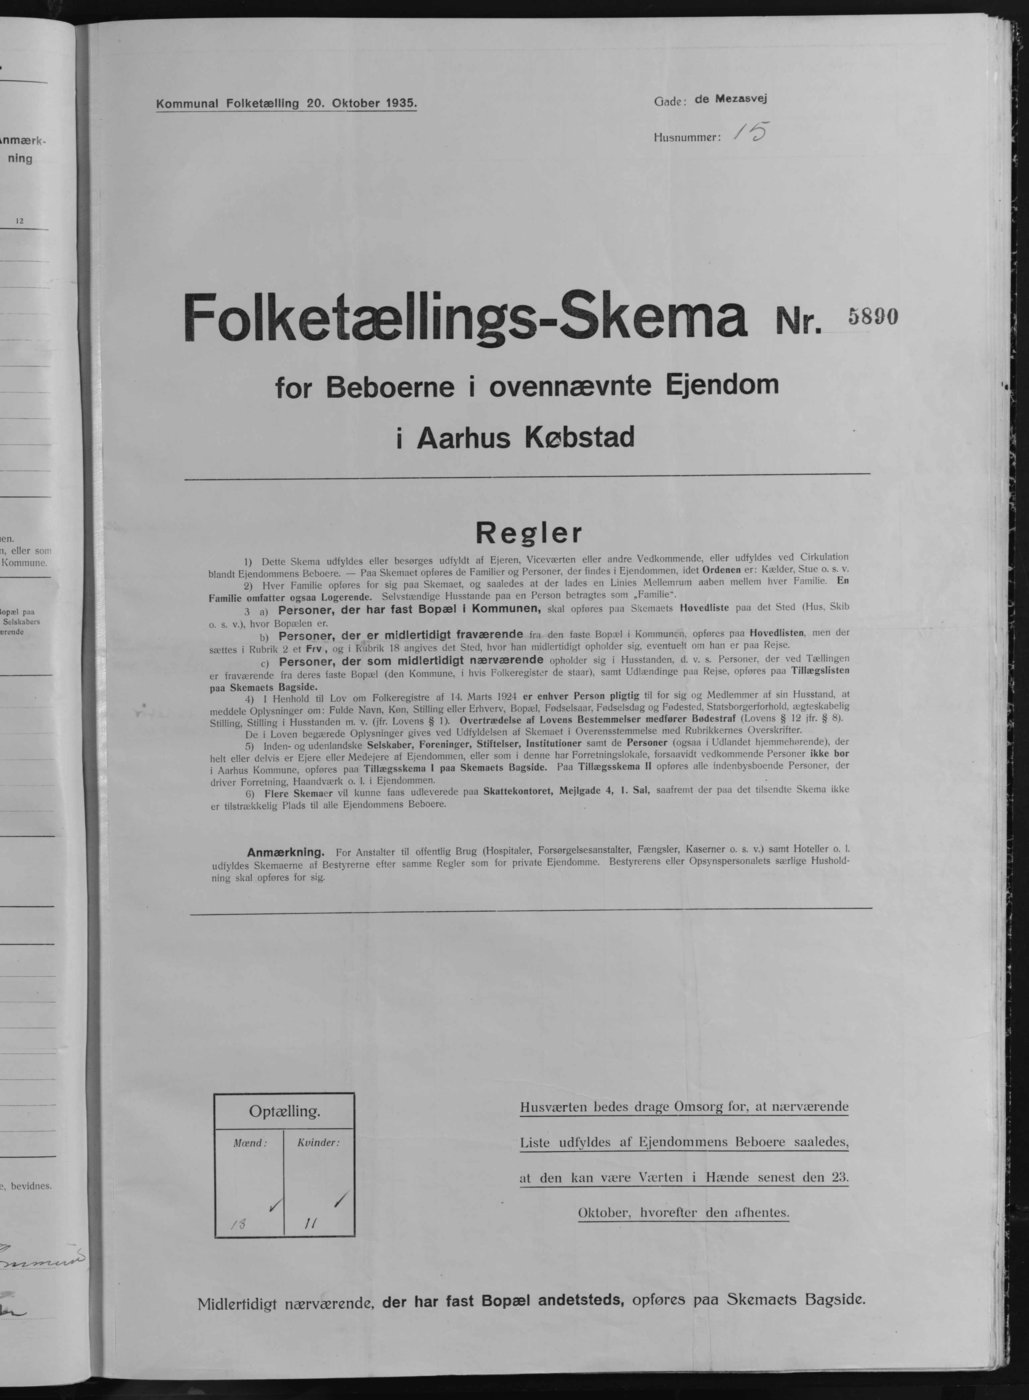 Anmærk-
ning
12
en.
n, eller som
Kommune.
opæl paa
Selskabers
ærende
e, bevidnes.
Kommunal Folketælling 20. Oktober 1935.
Gade: de Mezasvej
Husnummer: 15
Folketællings-Skema Nr. 5890
for Beboerne i ovennævnte Ejendom
i Aarhus Købstad
Regler
1) Dette Skema udfyldes eller besørges udfyldt af Ejeren, Viceværten eller andre Vedkommende, eller udfyldes ved Cirkulation
blandt Ejendommens Beboere. — Paa Skemaet opføres de Familier og Personer, der findes i Ejendommen, idet Ordenen er: Kælder, Stue o. s. v.
2) Hver Familie opføres for sig paa Skemaet, og saaledes at der lades en Linies Mellemrum aaben mellem hver Familie. En
Familie omfatter ogsaa Logerende. Selvstændige Husstande paa en Person betragtes som „Familie“.
3 a) Personer, der har fast Bopæl i Kommunen, skal opføres paa Skemaets Hovedliste paa det Sted (Hus, Skib
o. s. v.), hvor Bopælen er.
b) Personer, der er midlertidigt fraværende fra den faste Bopæl i Kommunen, opføres paa Hovedlisten, men der
sættes i Rubrik 2 et Frv., og i Rubrik 18 angives det Sted, hvor han midlertidigt opholder sig, eventuelt om han er paa Rejse.
c) Personer, der som midlertidigt nærværende opholder sig i Husstanden, d. v. s. Personer, der ved Tællingen
er fraværende fra deres faste Bopæl (den Kommune, i hvis Folkeregister de staar), samt Udlændinge paa Rejse, opføres paa Tillægslisten
paa Skemaets Bagside.
4) I Henhold til Lov om Folkeregistre af 14. Marts 1924 er enhver Person pligtig til for sig og Medlemmer af sin Husstand, at
meddele Oplysninger om: Fulde Navn, Køn, Stilling eller Erhverv, Bopæl, Fødselsaar, Fødselsdag og Fødested, Statsborgerforhold, ægteskabelig
Stilling, Stilling i Husstanden m. v. (jfr. Lovens § 1). Overtrædelse af Lovens Bestemmelser medfører Bødestraf (Lovens § 12 jfr. § 8).
De i Loven begærede Oplysninger gives ved Udfyldelsen af Skemaet i Overensstemmelse med Rubrikkernes Overskrifter.
5) Inden- og udenlandske Selskaber, Foreninger, Stiftelser, Institutioner samt de Personer (ogsaa i Udlandet hjemmehørende), der
helt eller delvis er Ejere eller Medejere af Ejendommen, eller som i denne har Forretningslokale, forsaavidt vedkommende Personer ikke bor
i Aarhus Kommune, opføres paa Tillægsskema I paa Skemaets Bagside. Paa Tillægsskema II opføres alle indenbysboende Personer, der
driver Forretning, Haandværk o. l. i Ejendommen.
6) Flere Skemaer vil kunne faas udleverede paa Skattekontoret, Mejlgade 4, 1. Sal, saafremt der paa det tilsendte Skema ikke
er tilstrækkelig Plads til alle Ejendommens Beboere.
Anmærkning. For Anstalter til offentlig Brug (Hospitaler, Forsørgelsesanstalter, Fængsler, Kaserner o. s. v.) samt Hoteller o. l.
udfyldes Skemaerne af Bestyrerne efter samme Regler som for private Ejendomme. Bestyrerens eller Opsynspersonalets særlige Hushold-
ning skal opføres for sig.
Optælling.
Mænd: Kvinder:
13 11
Husværten bedes drage Omsorg for, at nærværende
Liste udfyldes af Ejendommens Beboere saaledes,
at den kan være Værten i Hænde senest den 23.
Oktober, hvorefter den afhentes.
Midlertidigt nærværende, der har fast Bopæl andetsteds, opføres paa Skemaets Bagside.